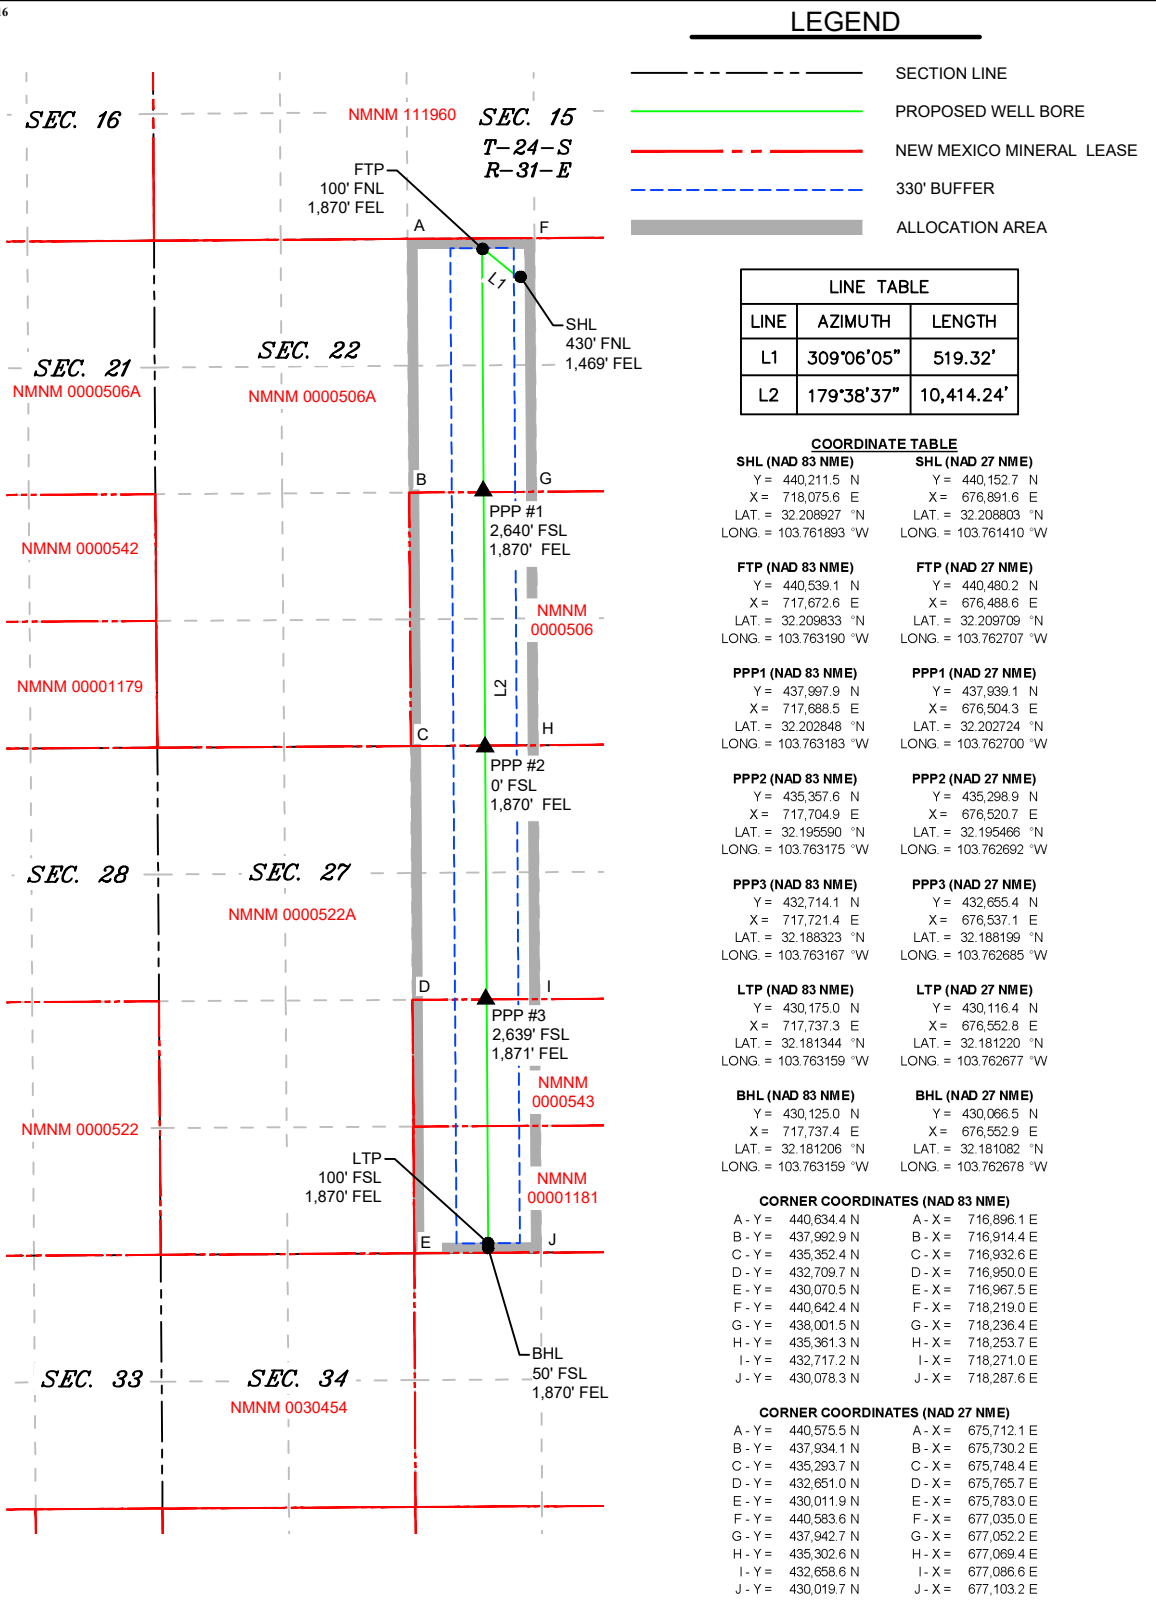 16
LEGEND
SECTION LINE
PROPOSED WELL BORE
NEW MEXICO MINERAL LEASE
330' BUFFER
ALLOCATION AREA
SEC. 16
NMNM 111960
SEC. 15
T-24-S
R-31-E
FTP
100' FNL
1,870' FEL
A
F
L1
SHL
430' FNL
1,469' FEL
SEC. 21
NMNM 0000506A
SEC. 22
NMNM 0000506A
B
G
PPP #1
2,640' FSL
1,870' FEL
NMNM 0000542
NMNM
0000506
NMNM 00001179
L2
C
H
PPP #2
0' FSL
1,870' FEL
SEC. 28
SEC. 27
NMNM 0000522A
D
I
PPP #3
2,639' FSL
1,871' FEL
NMNM
0000543
NMNM 0000522
LTP
100' FSL
1,870' FEL
NMNM
00001181
E
J
BHL
50' FSL
1,870' FEL
SEC. 33
SEC. 34
NMNM 0030454
LINE TABLE
LINE AZIMUTH LENGTH
L1 309°06'05" 519.32'
L2 179°38'37" 10,414.24'
COORDINATE TABLE
SHL (NAD 83 NME) SHL (NAD 27 NME)
Y = 440,211.5 N Y = 440,152.7 N
X = 718,075.6 E X = 676,891.6 E
LAT. = 32.208927 °N LAT. = 32.208803 °N
LONG. = 103.761893 °W LONG. = 103.761410 °W
FTP (NAD 83 NME) FTP (NAD 27 NME)
Y = 440,539.1 N Y = 440,480.2 N
X = 717,672.6 E X = 676,488.6 E
LAT. = 32.209833 °N LAT. = 32.209709 °N
LONG. = 103.763190 °W LONG. = 103.762707 °W
PPP1 (NAD 83 NME) PPP1 (NAD 27 NME)
Y = 437,997.9 N Y = 437,939.1 N
X = 717,688.5 E X = 676,504.3 E
LAT. = 32.202848 °N LAT. = 32.202724 °N
LONG. = 103.763183 °W LONG. = 103.762700 °W
PPP2 (NAD 83 NME) PPP2 (NAD 27 NME)
Y = 435,357.6 N Y = 435,298.9 N
X = 717,704.9 E X = 676,520.7 E
LAT. = 32.195590 °N LAT. = 32.195466 °N
LONG. = 103.763175 °W LONG. = 103.762692 °W
PPP3 (NAD 83 NME) PPP3 (NAD 27 NME)
Y = 432,714.1 N Y = 432,655.4 N
X = 717,721.4 E X = 676,537.1 E
LAT. = 32.188323 °N LAT. = 32.188199 °N
LONG. = 103.763167 °W LONG. = 103.762685 °W
LTP (NAD 83 NME) LTP (NAD 27 NME)
Y = 430,175.0 N Y = 430,116.4 N
X = 717,737.3 E X = 676,552.8 E
LAT. = 32.181344 °N LAT. = 32.181220 °N
LONG. = 103.763159 °W LONG. = 103.762677 °W
BHL (NAD 83 NME) BHL (NAD 27 NME)
Y = 430,125.0 N Y = 430,066.5 N
X = 717,737.4 E X = 676,552.9 E
LAT. = 32.181206 °N LAT. = 32.181082 °N
LONG. = 103.763159 °W LONG. = 103.762678 °W
CORNER COORDINATES (NAD 83 NME)
A - Y = 440,634.4 N A - X = 716,896.1 E
B - Y = 437,992.9 N B - X = 716,914.4 E
C - Y = 435,352.4 N C - X = 716,932.6 E
D - Y = 432,709.7 N D - X = 716,950.0 E
E - Y = 430,070.5 N E - X = 716,967.5 E
F - Y = 440,642.4 N F - X = 718,219.0 E
G - Y = 438,001.5 N G - X = 718,236.4 E
H - Y = 435,361.3 N H - X = 718,253.7 E
I - Y = 432,717.2 N I - X = 718,271.0 E
J - Y = 430,078.3 N J - X = 718,287.6 E
CORNER COORDINATES (NAD 27 NME)
A - Y = 440,575.5 N A - X = 675,712.1 E
B - Y = 437,934.1 N B - X = 675,730.2 E
C - Y = 435,293.7 N C - X = 675,748.4 E
D - Y = 432,651.0 N D - X = 675,765.7 E
E - Y = 430,011.9 N E - X = 675,783.0 E
F - Y = 440,583.6 N F - X = 677,035.0 E
G - Y = 437,942.7 N G - X = 677,052.2 E
H - Y = 435,302.6 N H - X = 677,069.4 E
I - Y = 432,658.6 N I - X = 677,086.6 E
J - Y = 430,019.7 N J - X = 677,103.2 E